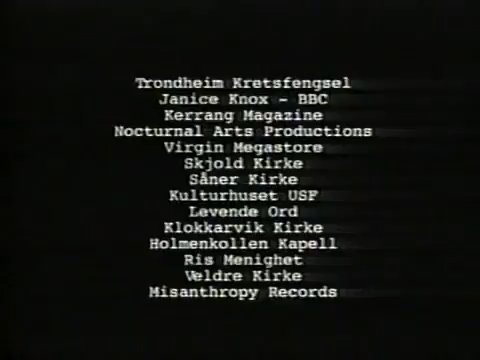 Trondheim Kretsfengsel
Janice Knox - BBC
Kerrang Magazine
Nocturnal Arts Productions
Virgin Megastore
Skjold Kirke
Såner Kirke
Kulturhuset USF
Levende Ord
Klokkarvik Kirke
Holmenkollen Kapell
Ris Menighet
Veldre Kirke
Misanthropy Records